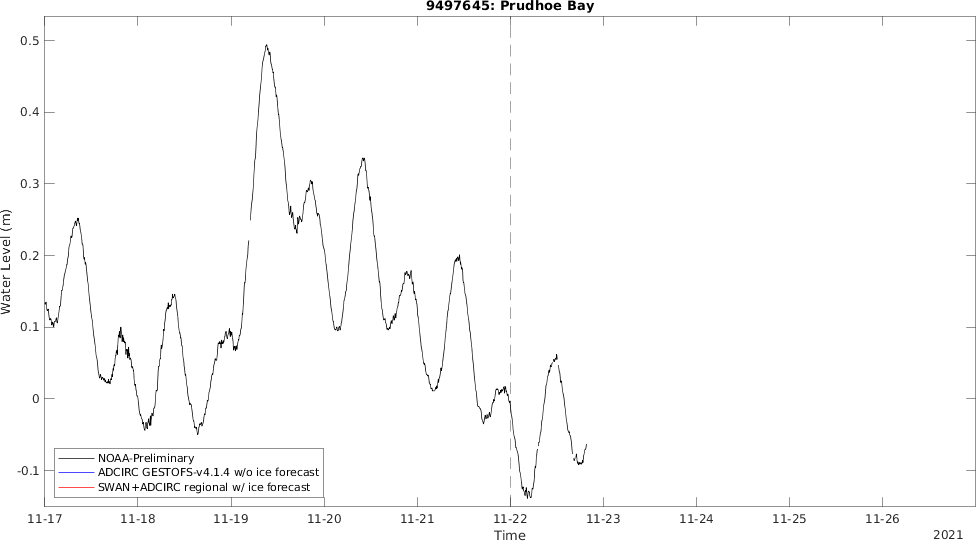 9497645: Prudhoe Bay
Water Level (m)
0.5
0.4
0.3
0.2
0.1
0
-0.1
NOAA-Preliminary
ADCIRC GESTOFS-v4.1.4 w/o ice forecast
SWAN+ADCIRC regional w/ ice forecast
11-17 11-18 11-19 11-20 11-21 11-22 11-23 11-24 11-25 11-26
Time
2021